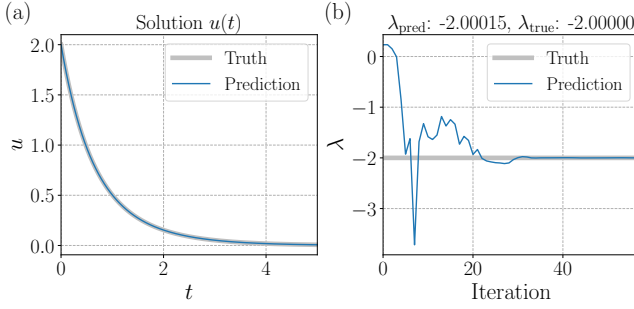 (a)
Solution u(t)
2.0
1.5
1.0
0.5
0.0
u
0
2
4
t
Truth
Prediction
(b)
λpred: -2.00015, λtrue: -2.00000
0
−1
−2
−3
λ
0
20
40
Iteration
Truth
Prediction